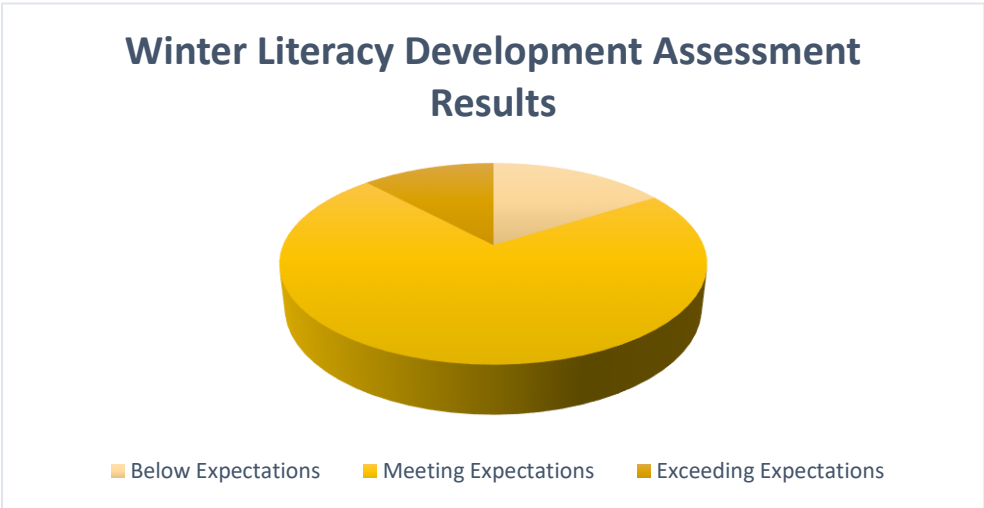 Winter Literacy Development Assessment
Results
Below Expectations
Meeting Expectations
Exceeding Expectations